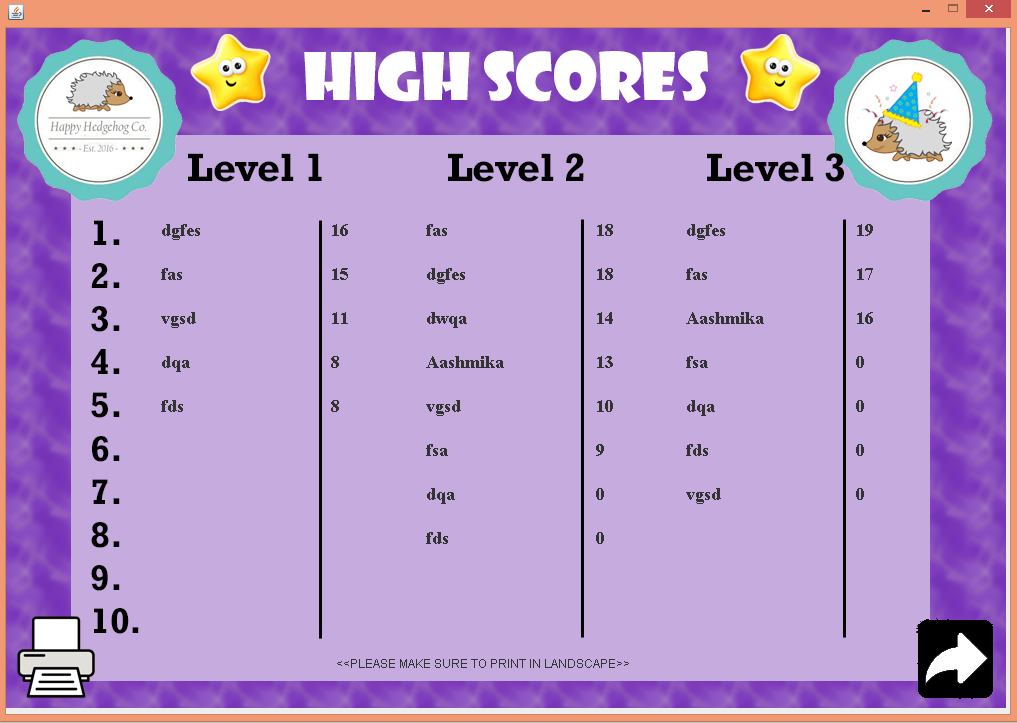 HIGH SCORES
Happy Hedgehog Co.
- Est. 2016 -
Level 1 Level 2 Level 3
1. dgfes 16 fas 18 dgfes 19
2. fas 15 dgfes 18 fas 17
3. vgsd 11 dwqa 14 Aashmika 16
4. dqa 8 Aashmika 13 fsa 0
5. fds 8 vgsd 10 dqa 0
6. fsa 9 fds 0
7. dqa 0 vgsd 0
8. fds 0
9.
10.
<<PLEASE MAKE SURE TO PRINT IN LANDSCAPE>>